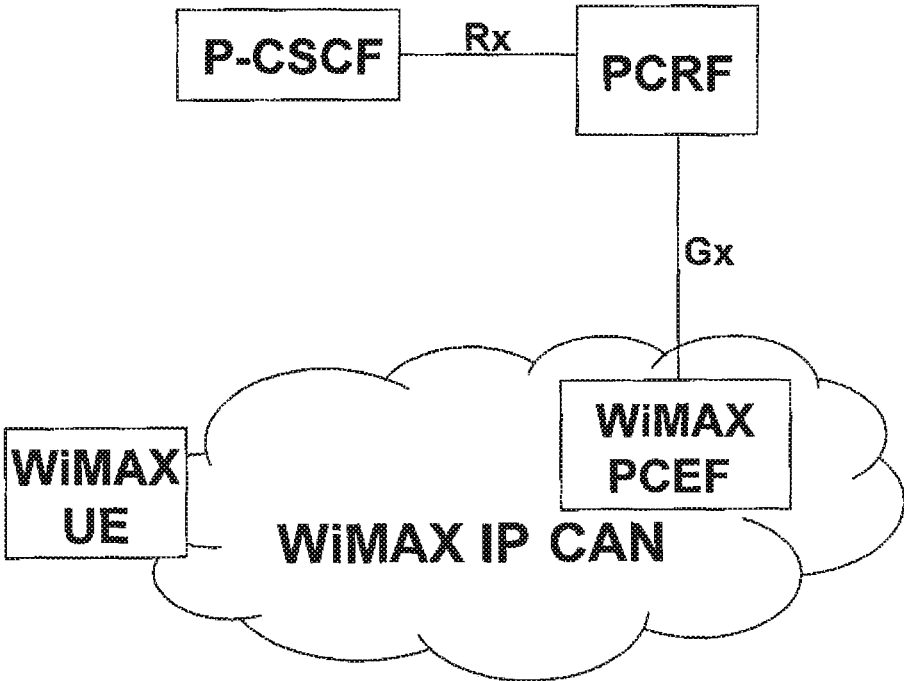 P-CSCF
Rx
PCRF
Gx
WiMAX
PCEF
WiMAX
UE
WiMAX IP CAN